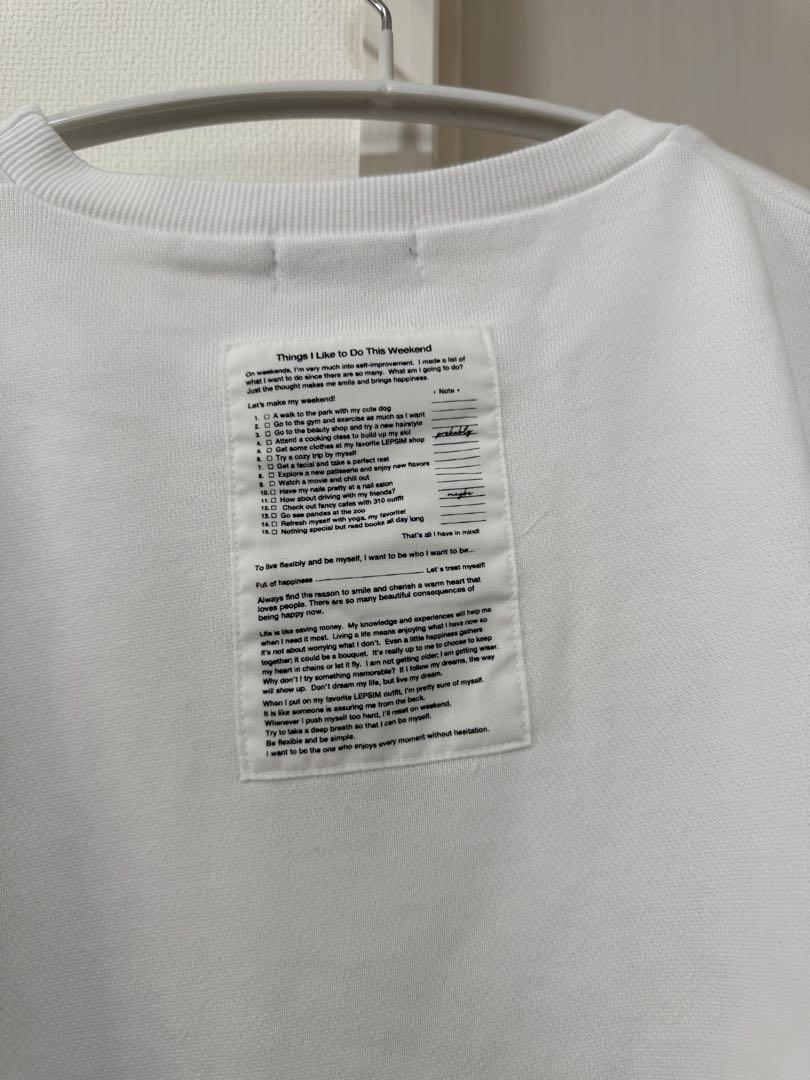 Things I Like to Do This Weekend
On weekends, I'm very much into self-improvement. I made a list of
what I want to do since there are so many. What am I going to do?
Just the thought makes me smile and brings happiness.
Let's make my weekend!
• Note •
1. ☐ A walk to the park with my cute dog
2. ☐ Go to the gym and exercise as much as I want
3. ☐ Go to the beauty shop and try a new hairstyle
4. ☐ Attend a cooking class to build up my skil probably
5. ☐ Get some clothes at my favorite LEPSIM shop
6. ☐ Try a cozy trip by myself
7. ☐ Get a facial and take a perfect rest
8. ☐ Explore a new patisserie and enjoy new flavors
9. ☐ Watch a movie and chill out
10. ☐ Have my nails pretty at a nail salon
11. ☐ How about driving with my friends? maybe
12. ☐ Check out fancy cafes with 310 outfit
13. ☐ Go see pandas at the zoo
14. ☐ Refresh myself with yoga, my favorite!
15. ☐ Nothing special but read books all day long
That's all I have in mind!
To live flexibly and be myself, I want to be who I want to be...
Full of happiness ____________________ Let's treat myself!
Always find the reason to smile and cherish a warm heart that
loves people. There are so many beautiful consequences of
being happy now.
Life is like saving money. My knowledge and experiences will help me
when I need it most. Living a life means enjoying what I have now so
it's not about worrying what I don't. Even a little happiness gathers
together; it could be a bouquet. It's really up to me to choose to keep
my heart in chains or let it fly. I am not getting older; I am getting wiser.
Why don't I try something memorable? If I follow my dreams, the way
will show up. Don't dream my life, but live my dream.
When I put on my favorite LEPSIM outfit, I'm pretty sure of myself.
It is like someone is assuring me from the back.
Whenever I push myself too hard, I'll reset on weekend.
Try to take a deep breath so that I can be myself.
Be flexible and be simple.
I want to be the one who enjoys every moment without hesitation.